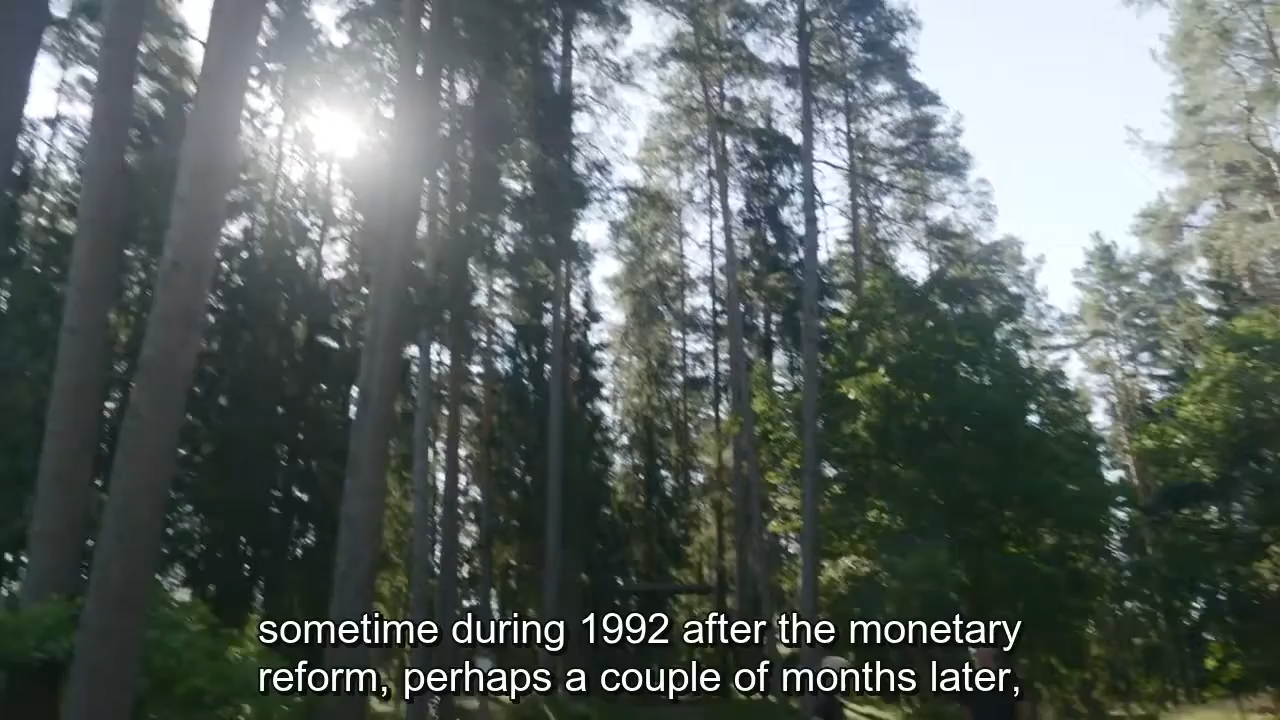 sometime during 1992 after the monetary
reform, perhaps a couple of months later,